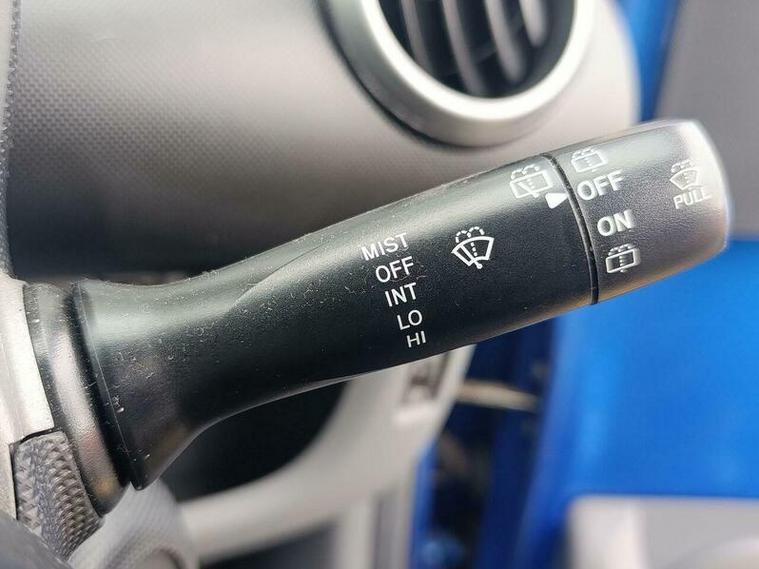 MIST
OFF
INT
LO
HI
OFF
ON
PULL